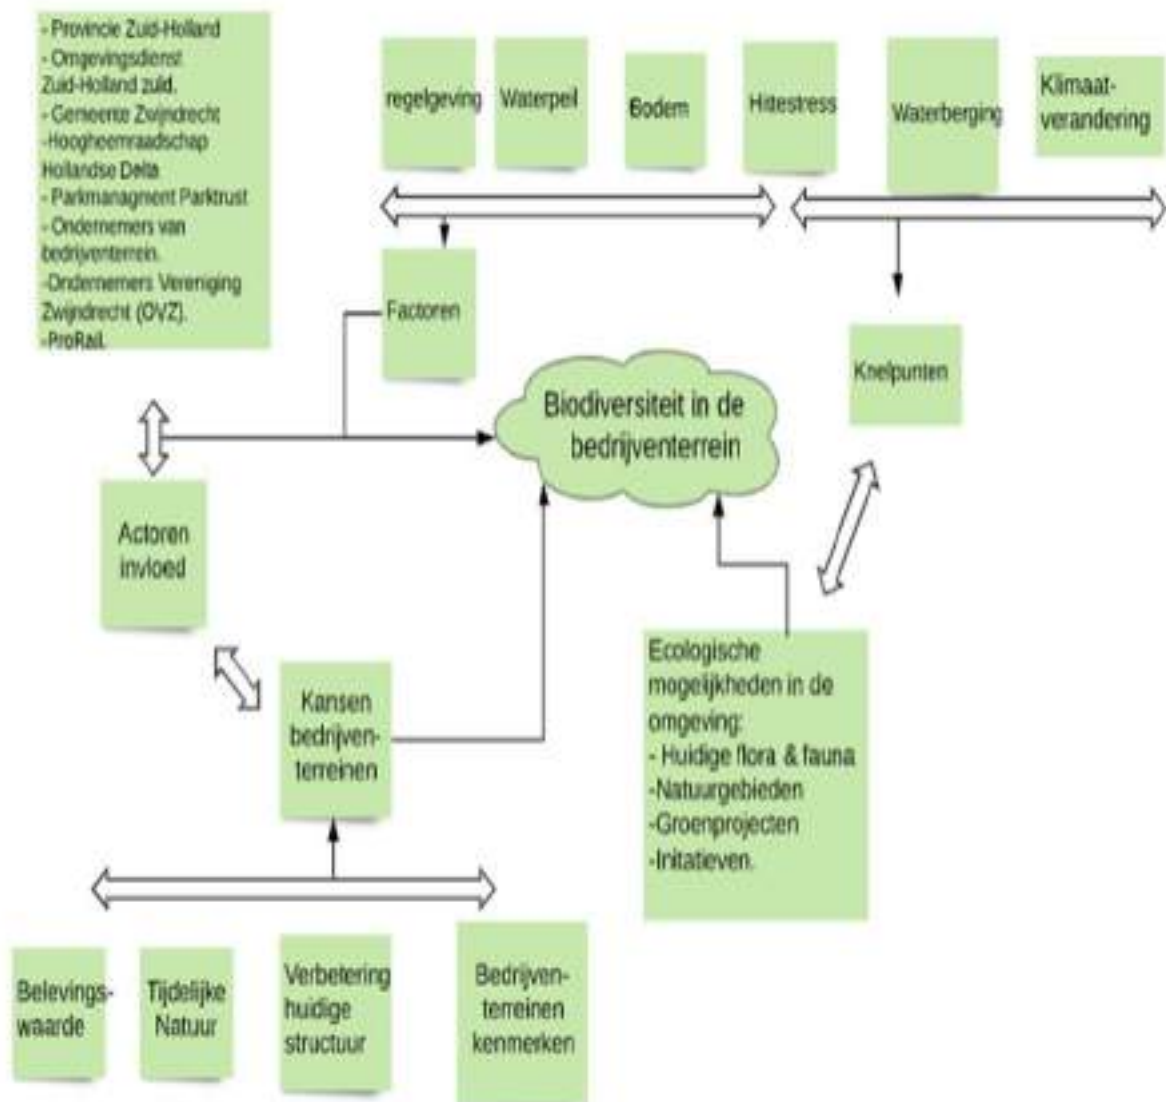 - Provincie Zuid-Holland
- Omgevingsdienst
Zuid-Holland zuid.
- Gemeente Zwijndrecht
-Hoogheemraadschap
Hollandse Delta
- Parkmanagment Parktrust
- Ondernemers van
bedrijventerrein.
-Ondernemers Vereniging
Zwijndrecht (OVZ).
-ProRail.
regelgeving
Waterpeil
Bodem
Hittestress
Waterberging
Klimaat-
verandering
Factoren
Knelpunten
Biodiversiteit in de
bedrijventerrein
Actoren
invloed
Kansen
bedrijven-
terreinen
Ecologische
mogelijkheden in de
omgeving:
- Huidige flora & fauna
-Natuurgebieden
-Groenprojecten
-Initatieven.
Belevings-
waarde
Tijdelijke
Natuur
Verbetering
huidige
structuur
Bedrijven-
terreinen
kenmerken